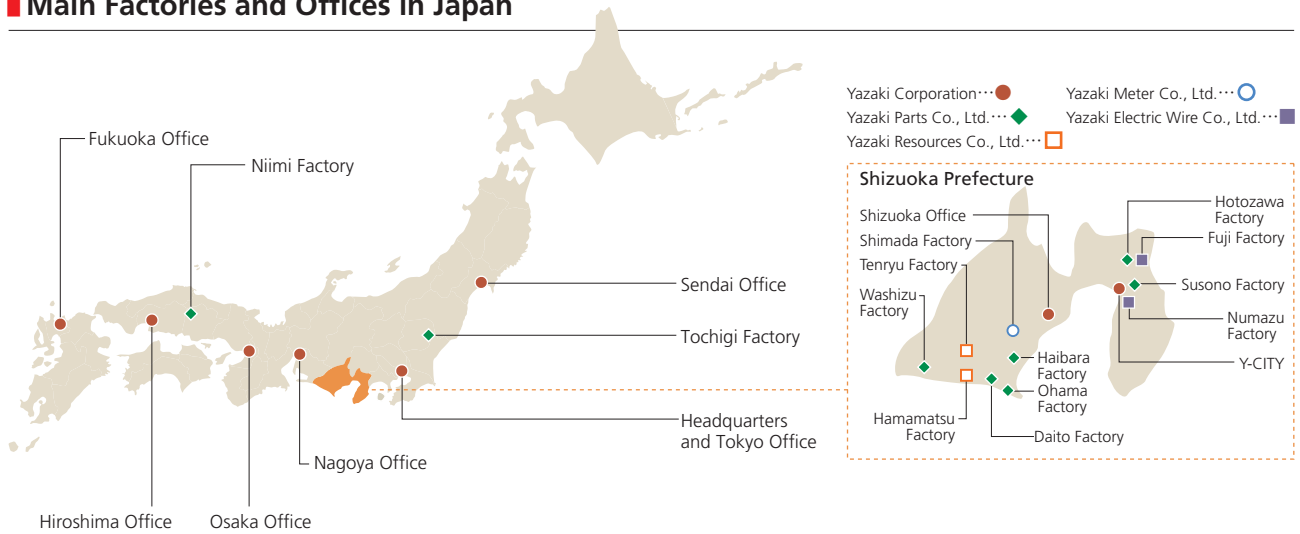 Main Factories and Offices in Japan
Yazaki Corporation…
Yazaki Meter Co., Ltd.…
Yazaki Parts Co., Ltd.…
Yazaki Electric Wire Co., Ltd.…
Yazaki Resources Co., Ltd.…
Fukuoka Office
Niimi Factory
Sendai Office
Tochigi Factory
Headquarters
and Tokyo Office
Nagoya Office
Hiroshima Office
Osaka Office
Shizuoka Prefecture
Shizuoka Office
Shimada Factory
Tenryu Factory
Washizu
Factory
Hotozawa
Factory
Fuji Factory
Susono Factory
Numazu
Factory
Y-CITY
Haibara
Factory
Ohama
Factory
Hamamatsu
Factory
Daito Factory